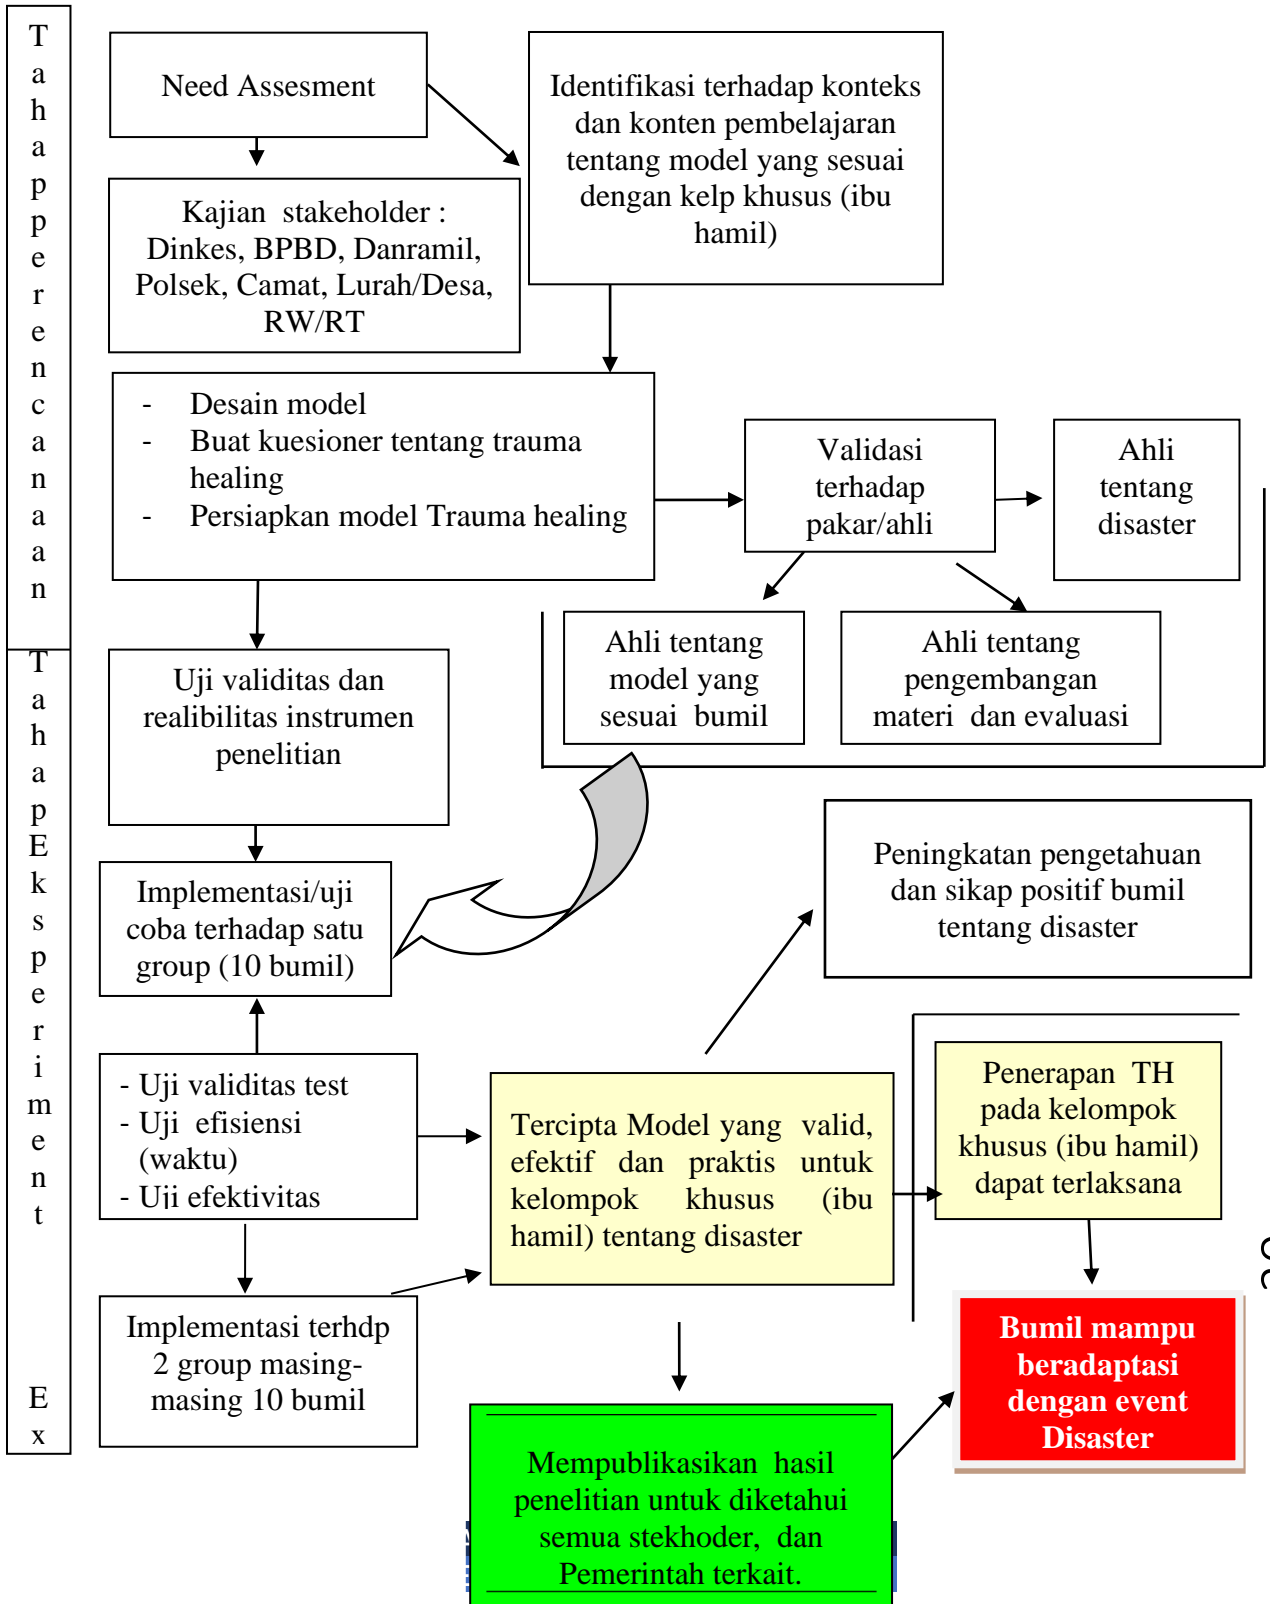 T
a
h
a
p
p
e
r
e
n
c
a
n
a
a
n
Need Assesment
Identifikasi terhadap konteks
dan konten pembelajaran
tentang model yang sesuai
dengan kelp khusus (ibu
hamil)
Kajian stakeholder :
Dinkes, BPBD, Danramil,
Polsek, Camat, Lurah/Desa,
RW/RT
- Desain model
- Buat kuesioner tentang trauma
healing
- Persiapkan model Trauma healing
Validasi
terhadap
pakar/ahli
Ahli
tentang
disaster
Ahli tentang
model yang
sesuai bumil
Ahli tentang
pengembangan
materi dan evaluasi
T
a
h
a
p
E
k
s
p
e
r
i
m
e
n
t
E
x
Uji validitas dan
realibilitas instrumen
penelitian
Implementasi/uji
coba terhadap satu
group (10 bumil)
Peningkatan pengetahuan
dan sikap positif bumil
tentang disaster
- Uji validitas test
- Uji efisiensi
(waktu)
- Uji efektivitas
Tercipta Model yang valid,
efektif dan praktis untuk
kelompok khusus (ibu
hamil) tentang disaster
Penerapan TH
pada kelompok
khusus (ibu hamil)
dapat terlaksana
Implementasi terhdp
2 group masing-
masing 10 bumil
Bumil mampu
beradaptasi
dengan event
Disaster
Mempublikasikan hasil
penelitian untuk diketahui
semua stekhoder, dan
Pemerintah terkait.